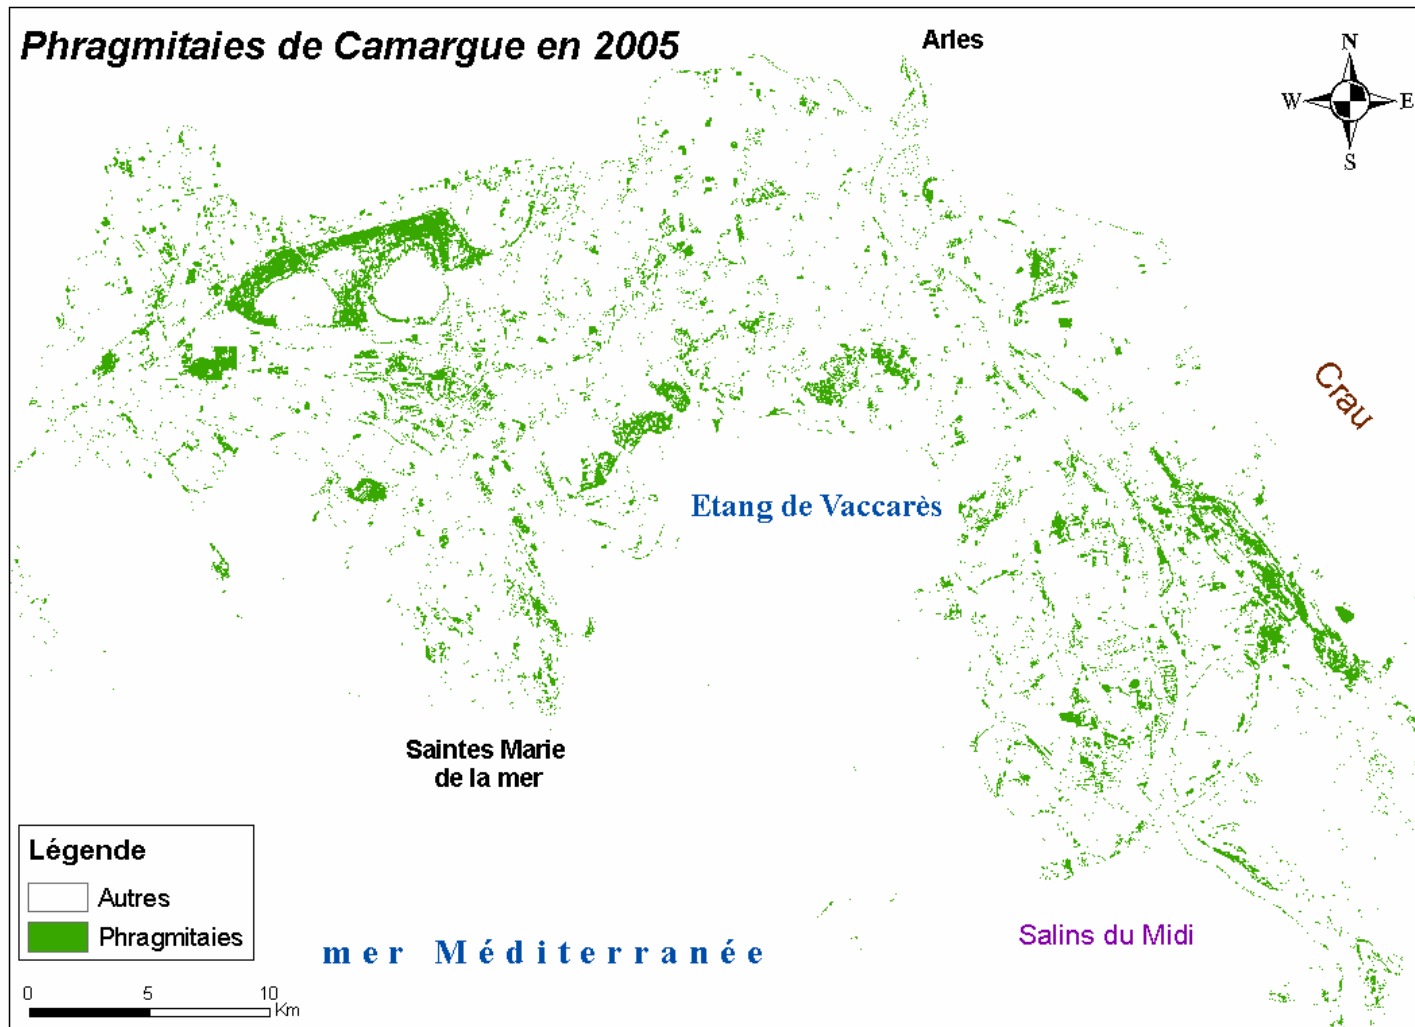 Phragmitaies de Camargue en 2005
Arles
N
W E
S
Crau
Etang de Vaccarès
Saintes Marie
de la mer
Légende
Autres
Phragmitaies
mer Méditerranée
Salins du Midi
0 5 10
Km